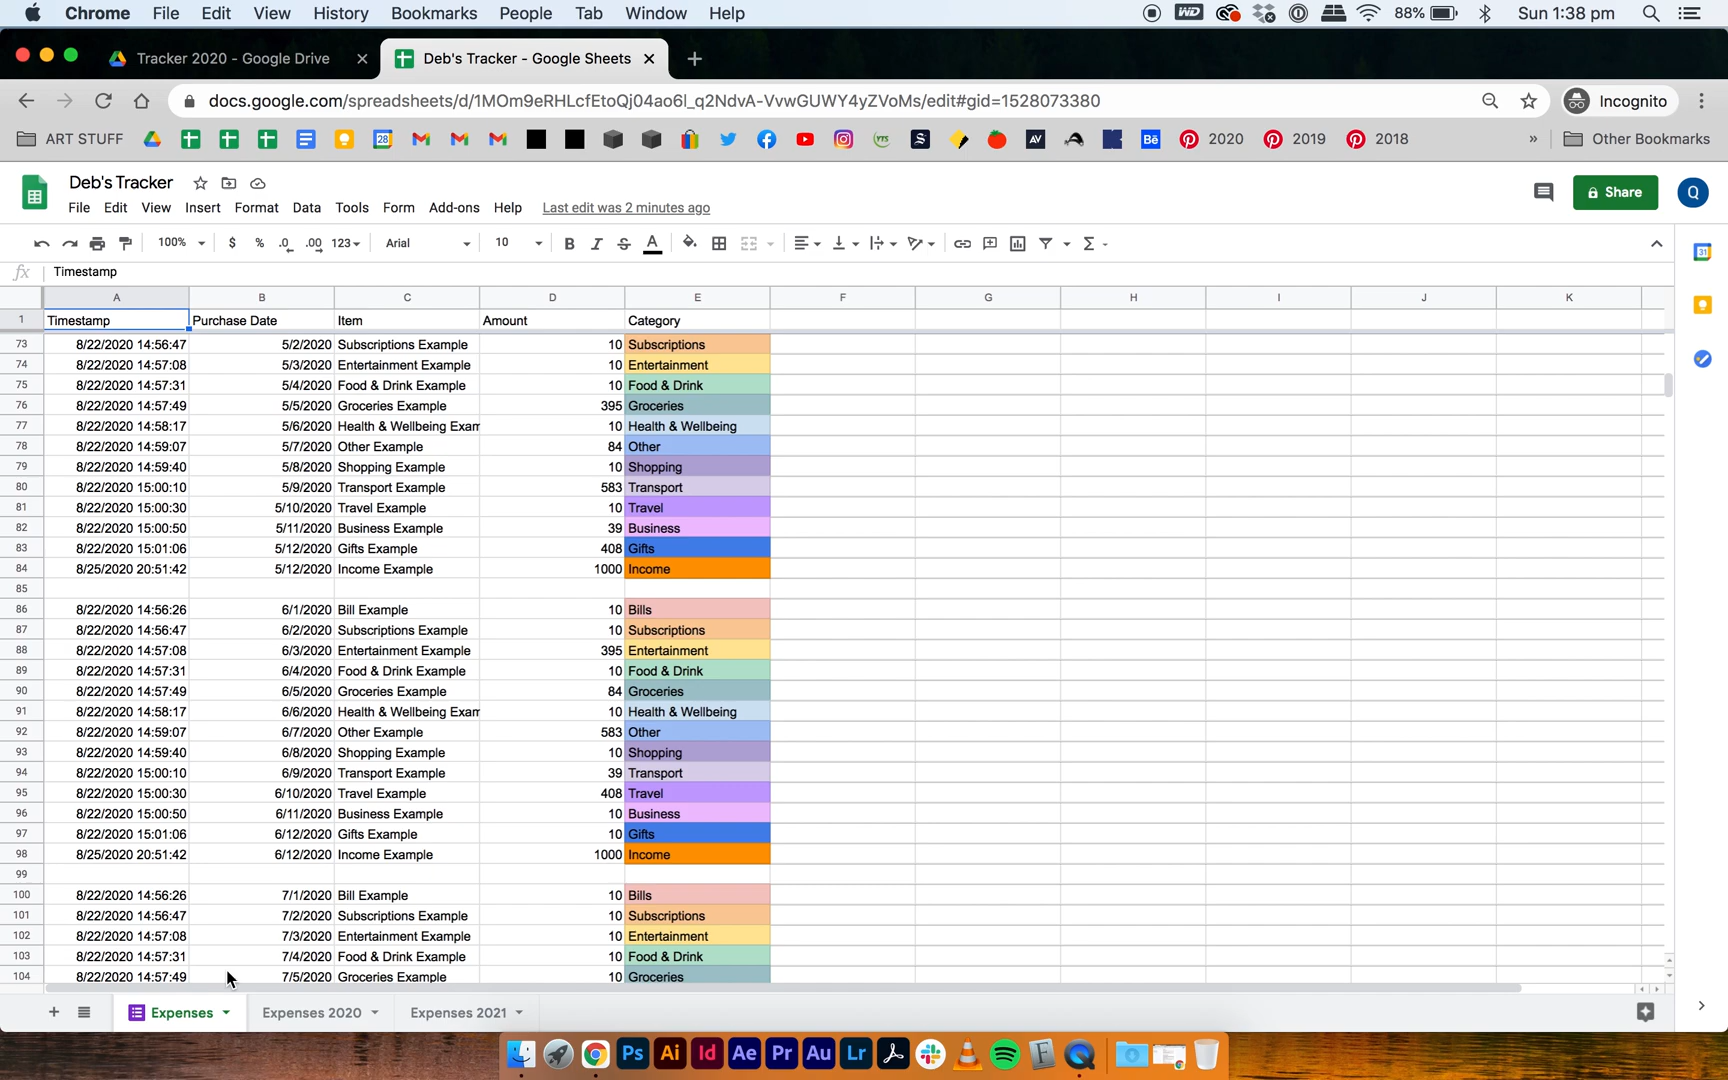 Chrome File Edit View History Bookmarks People Tab Window Help 88% Sun 1:38 pm
Tracker 2020 - Google Drive Deb's Tracker - Google Sheets
docs.google.com/spreadsheets/d/1MOm9eRHLcfEtoQj04ao6l_q2NdvA-VvwGUWY4yZVoMs/edit#gid=1528073380 Incognito
ART STUFF 2020 2019 2018 » Other Bookmarks
Deb's Tracker Share Q
File Edit View Insert Format Data Tools Form Add-ons Help Last edit was 2 minutes ago
100% $ % .0 .00 123 Arial 10 B I S A
fx Timestamp
A B C D E F G H I J K
1 Timestamp Purchase Date Item Amount Category
73 8/22/2020 14:56:47 5/2/2020 Subscriptions Example 10 Subscriptions
74 8/22/2020 14:57:08 5/3/2020 Entertainment Example 10 Entertainment
75 8/22/2020 14:57:31 5/4/2020 Food & Drink Example 10 Food & Drink
76 8/22/2020 14:57:49 5/5/2020 Groceries Example 395 Groceries
77 8/22/2020 14:58:17 5/6/2020 Health & Wellbeing Exam 10 Health & Wellbeing
78 8/22/2020 14:59:07 5/7/2020 Other Example 84 Other
79 8/22/2020 14:59:40 5/8/2020 Shopping Example 10 Shopping
80 8/22/2020 15:00:10 5/9/2020 Transport Example 583 Transport
81 8/22/2020 15:00:30 5/10/2020 Travel Example 10 Travel
82 8/22/2020 15:00:50 5/11/2020 Business Example 39 Business
83 8/22/2020 15:01:06 5/12/2020 Gifts Example 408 Gifts
84 8/25/2020 20:51:42 5/12/2020 Income Example 1000 Income
85
86 8/22/2020 14:56:26 6/1/2020 Bill Example 10 Bills
87 8/22/2020 14:56:47 6/2/2020 Subscriptions Example 10 Subscriptions
88 8/22/2020 14:57:08 6/3/2020 Entertainment Example 395 Entertainment
89 8/22/2020 14:57:31 6/4/2020 Food & Drink Example 10 Food & Drink
90 8/22/2020 14:57:49 6/5/2020 Groceries Example 84 Groceries
91 8/22/2020 14:58:17 6/6/2020 Health & Wellbeing Exam 10 Health & Wellbeing
92 8/22/2020 14:59:07 6/7/2020 Other Example 583 Other
93 8/22/2020 14:59:40 6/8/2020 Shopping Example 10 Shopping
94 8/22/2020 15:00:10 6/9/2020 Transport Example 39 Transport
95 8/22/2020 15:00:30 6/10/2020 Travel Example 408 Travel
96 8/22/2020 15:00:50 6/11/2020 Business Example 10 Business
97 8/22/2020 15:01:06 6/12/2020 Gifts Example 10 Gifts
98 8/25/2020 20:51:42 6/12/2020 Income Example 1000 Income
99
100 8/22/2020 14:56:26 7/1/2020 Bill Example 10 Bills
101 8/22/2020 14:56:47 7/2/2020 Subscriptions Example 10 Subscriptions
102 8/22/2020 14:57:08 7/3/2020 Entertainment Example 10 Entertainment
103 8/22/2020 14:57:31 7/4/2020 Food & Drink Example 10 Food & Drink
104 8/22/2020 14:57:49 7/5/2020 Groceries Example 10 Groceries
Expenses Expenses 2020 Expenses 2021
Ps Ai Id Ae Pr Au Lr